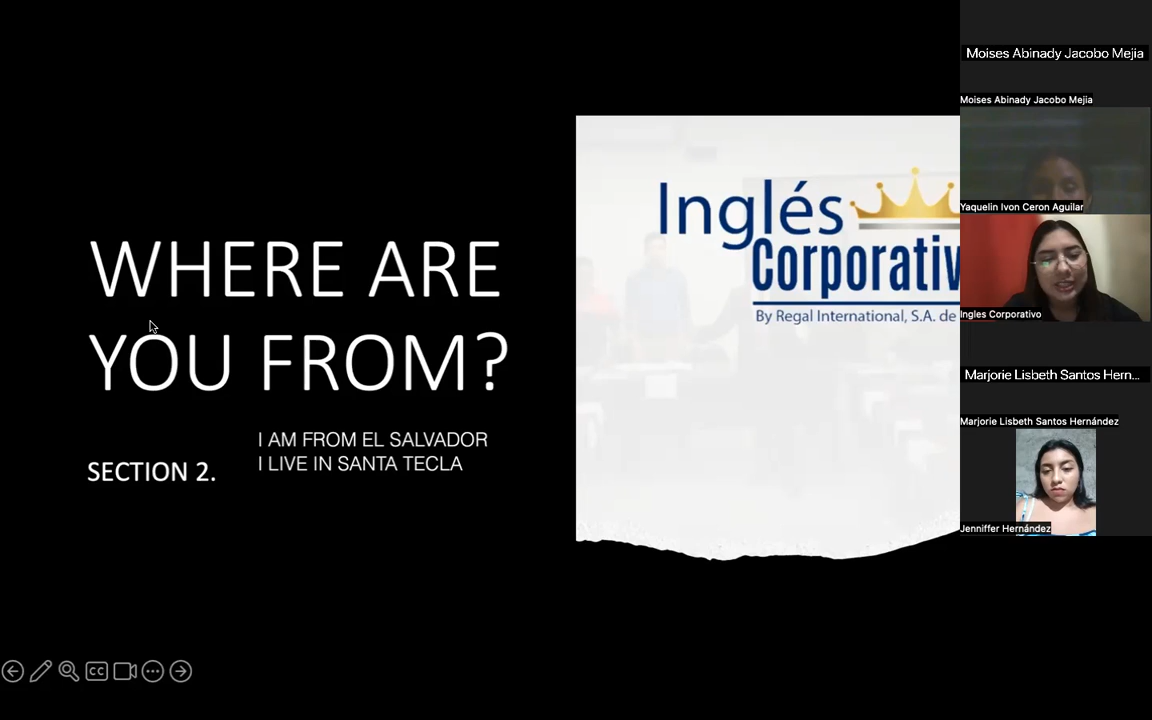 WHERE ARE
YOU FROM?
I AM FROM EL SALVADOR
I LIVE IN SANTA TECLA
SECTION 2.
Inglés
Corporativ
By Regal International, S.A. de
Moises Abinady Jacobo Mejia
Moises Abinady Jacobo Mejia
Yaquelin Ivon Ceron Aguilar
Ingles Corporativo
Marjorie Lisbeth Santos Hern...
Marjorie Lisbeth Santos Hernández
Jenniffer Hernández
CC